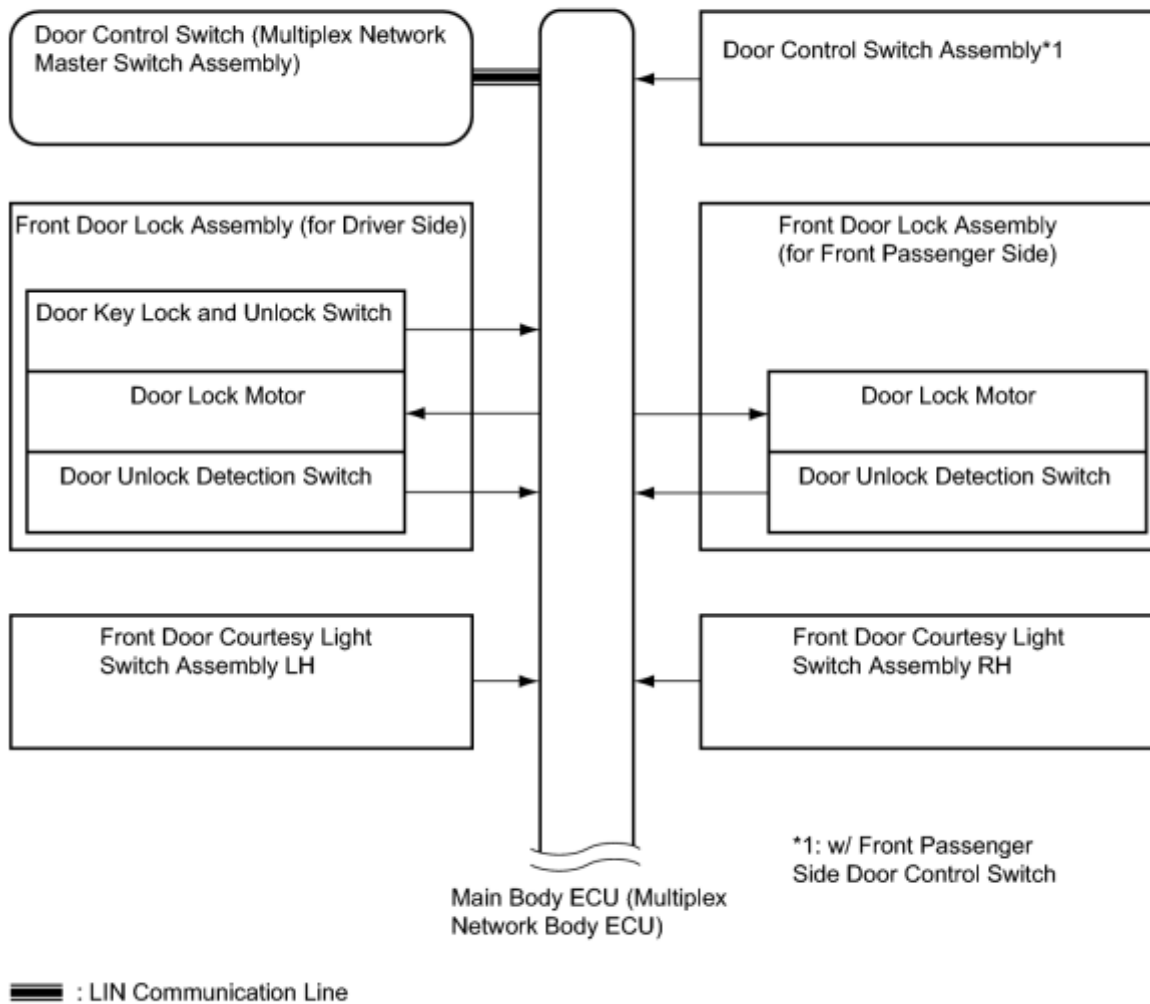 Door Control Switch (Multiplex Network
Master Switch Assembly)
Door Control Switch Assembly*1
Front Door Lock Assembly (for Driver Side)
Door Key Lock and Unlock Switch
Door Lock Motor
Door Unlock Detection Switch
Front Door Lock Assembly
(for Front Passenger Side)
Door Lock Motor
Door Unlock Detection Switch
Front Door Courtesy Light
Switch Assembly LH
Front Door Courtesy Light
Switch Assembly RH
*1: w/ Front Passenger
Side Door Control Switch
Main Body ECU (Multiplex
Network Body ECU)
: LIN Communication Line